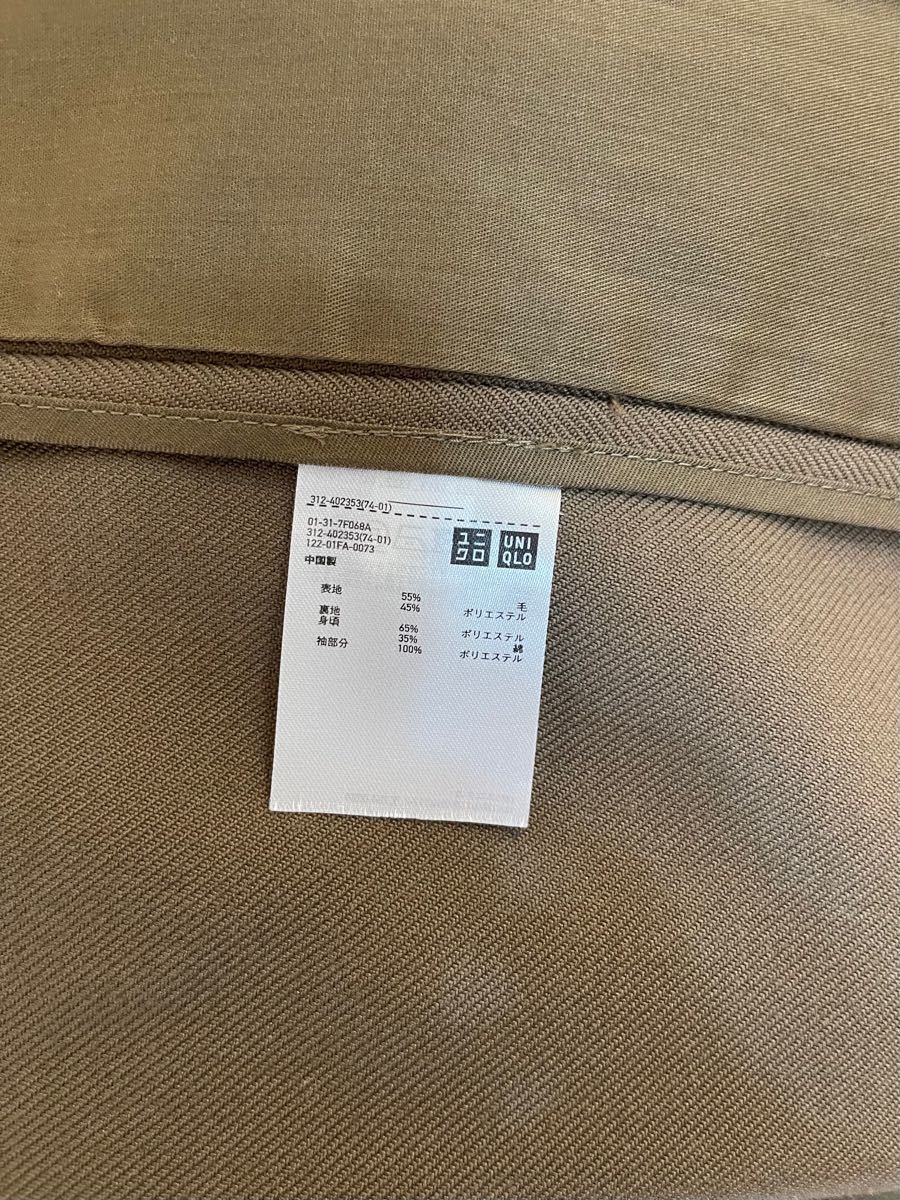 312-402353(74-01)
01-31-7F068A
312-402353(74-01)
122-01FA-0073
中国製
ユニクロ
UNIQLO
表地 55% 毛
45% ポリエステル
裏地
身頃 65% ポリエステル
35% 綿
袖部分 100% ポリエステル